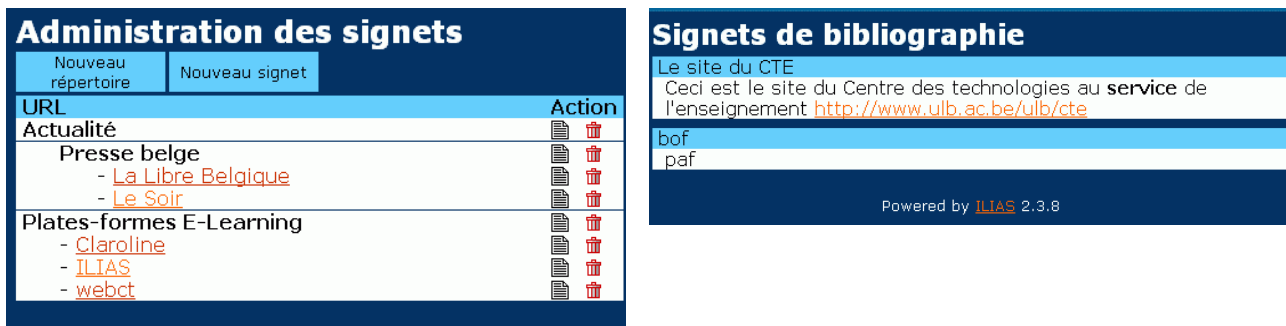 Administration des signets
Nouveau
répertoire
Nouveau signet
URL Action
Actualité
Presse belge
- La Libre Belgique
- Le Soir
Plates-formes E-Learning
- Claroline
- ILIAS
- webct
Signets de bibliographie
Le site du CTE
Ceci est le site du Centre des technologies au service de
l'enseignement http://www.ulb.ac.be/ulb/cte
bof
paf
Powered by ILIAS 2.3.8